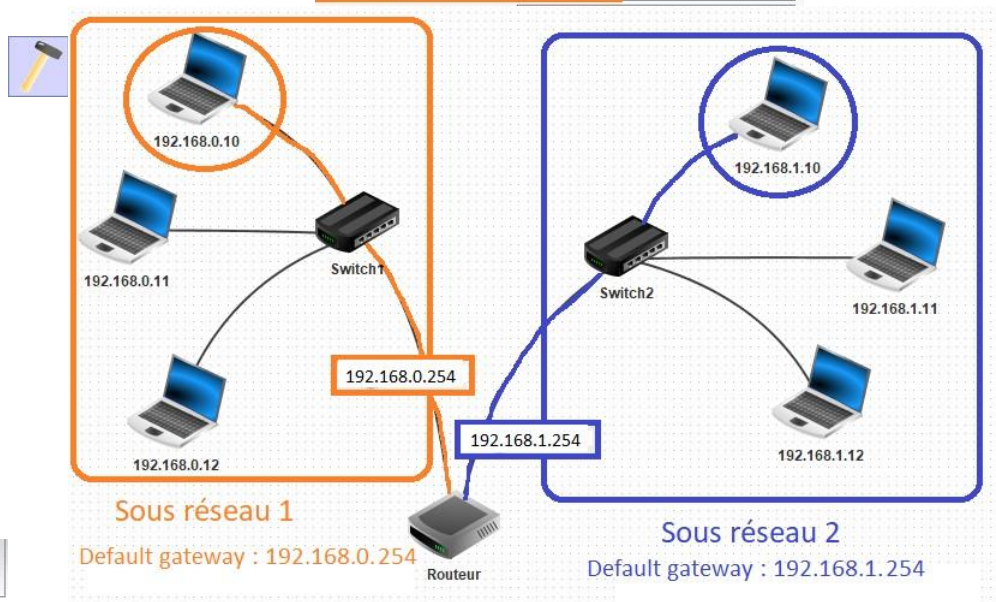 192.168.0.10
192.168.0.11
192.168.0.12
Switch1
192.168.0.254
Sous réseau 1
Default gateway : 192.168.0.254
Routeur
192.168.1.254
192.168.1.10
Switch2
192.168.1.11
192.168.1.12
Sous réseau 2
Default gateway : 192.168.1.254